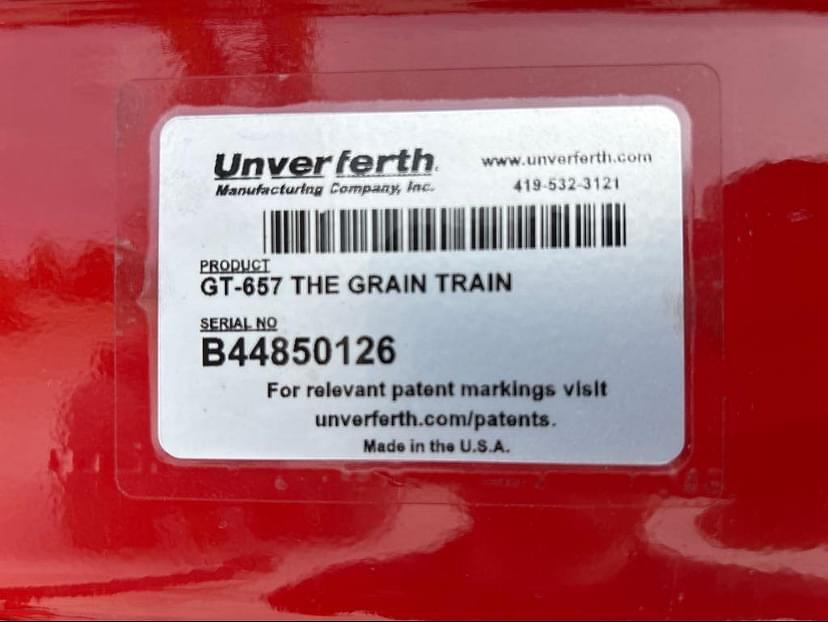 Unverferth
www.unverferth.com
Manufacturing Company, Inc.
419-532-3121
PRODUCT
GT-657 THE GRAIN TRAIN
SERIAL NO
B44850126
For relevant patent markings visit
unverferth.com/patents.
Made in the U.S.A.